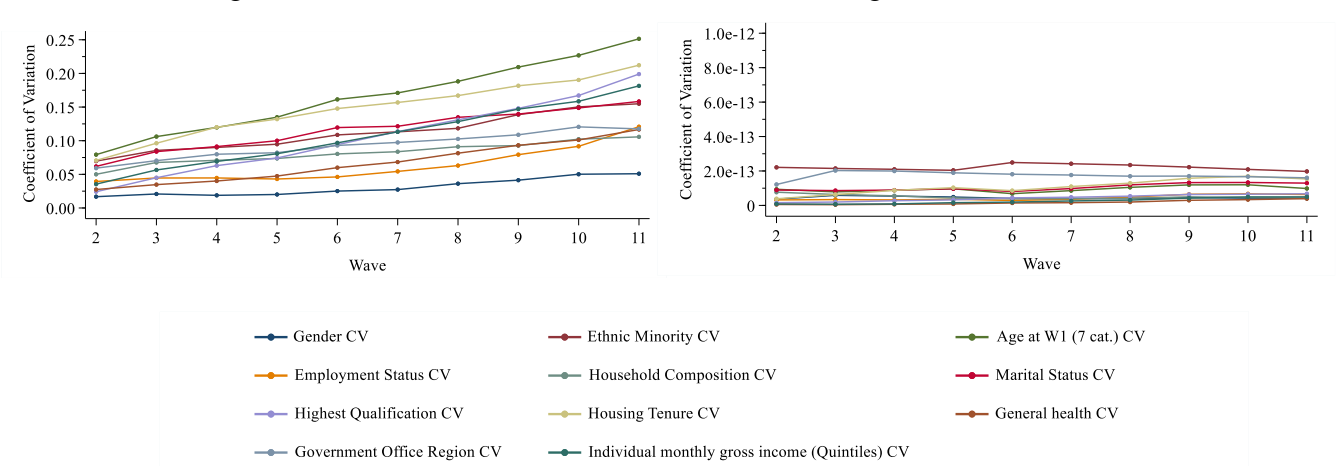 Coefficient of Variation
0.25
0.20
0.15
0.10
0.05
0.00
2 3 4 5 6 7 8 9 10 11
Wave
Coefficient of Variation
1.0e-12
8.0e-13
6.0e-13
4.0e-13
2.0e-13
0
2 3 4 5 6 7 8 9 10 11
Wave
Gender CV Ethnic Minority CV Age at W1 (7 cat.) CV
Employment Status CV Household Composition CV Marital Status CV
Highest Qualification CV Housing Tenure CV General health CV
Government Office Region CV Individual monthly gross income (Quintiles) CV